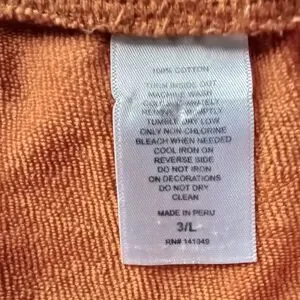 100% COTTON
TURN INSIDE OUT
MACHINE WASH
COLD SEPARATELY
REMOVE PROMPTLY
TUMBLE DRY LOW
ONLY NON-CHLORINE
BLEACH WHEN NEEDED
COOL IRON ON
REVERSE SIDE
DO NOT IRON
ON DECORATIONS
DO NOT DRY
CLEAN
MADE IN PERU
3/L
RN# 141049